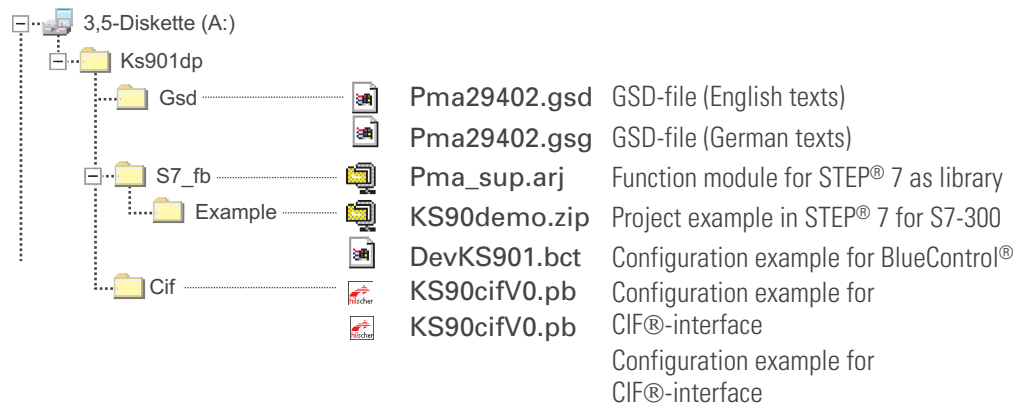 3,5-Diskette (A:)
Ks901dp
Gsd Pma29402.gsd GSD-file (English texts)
Pma29402.gsg GSD-file (German texts)
S7_fb Pma_sup.arj Function module for STEP® 7 as library
Example KS90demo.zip Project example in STEP® 7 for S7-300
DevKS901.bct Configuration example for BlueControl®
Cif hilscher KS90cifV0.pb Configuration example for
hilscher KS90cifV0.pb CIF®-interface
Configuration example for
CIF®-interface